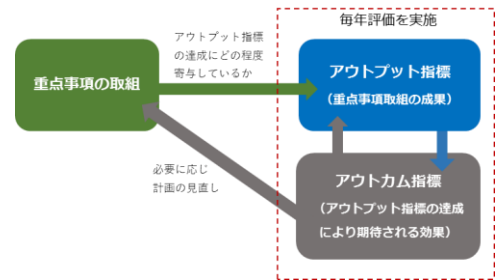 毎年評価を実施
アウトプット指標
の達成にどの程度
寄与しているか
重点事項の取組
アウトプット指標
（重点事項取組の成果）
必要に応じ
計画の見直し
アウトカム指標
（アウトプット指標の達成
により期待される効果）